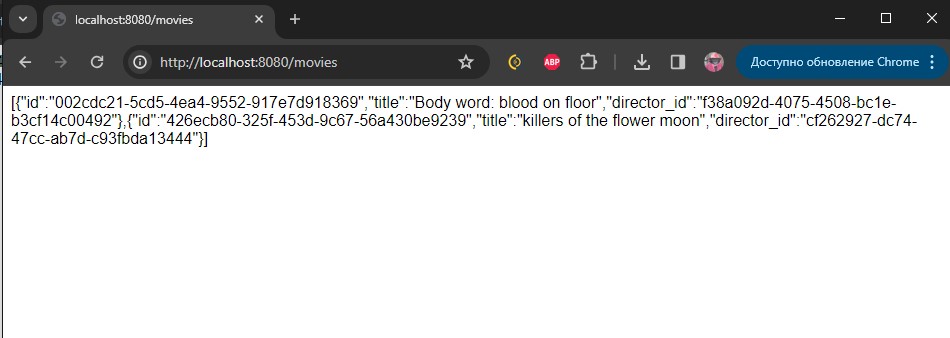 localhost:8080/movies
http://localhost:8080/movies
ABP
Доступно обновление Chrome
[{"id":"002cdc21-5cd5-4ea4-9552-917e7d918369","title":"Body word: blood on floor","director_id":"f38a092d-4075-4508-bc1e-
b3cf14c00492"},{"id":"426ecb80-325f-453d-9c67-56a430be9239","title":"killers of the flower moon","director_id":"cf262927-dc74-
47cc-ab7d-c93fbda13444"}]